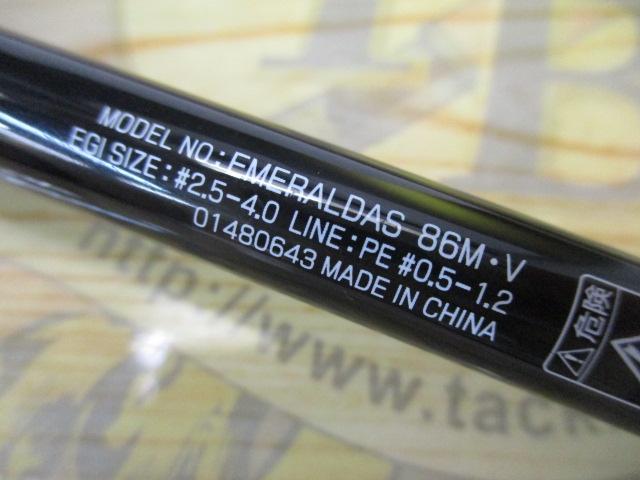 MODEL NO.: EMERALDAS 86M・V
EGI SIZE : #2.5-4.0 LINE : PE #0.5-1.2
01480643 MADE IN CHINA
⚠危険
http://www.tack